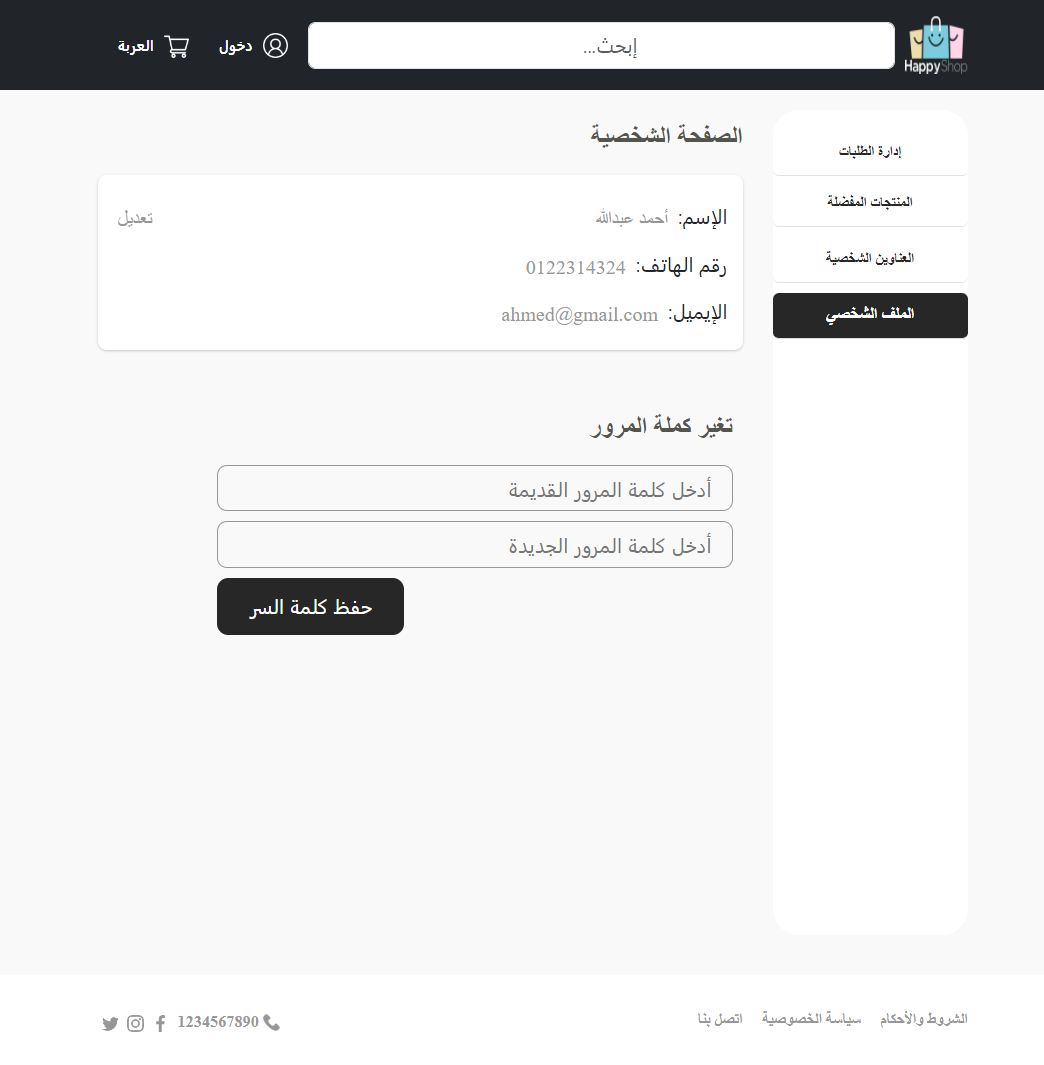 HappyShop
إبحث...
دخول
العربة
إدارة الطلبات
المنتجات المفضلة
العناوين الشخصية
الملف الشخصي
الصفحة الشخصية
الإسم: أحمد عبدالله
تعديل
رقم الهاتف: 0122314324
الإيميل: ahmed@gmail.com
تغير كملة المرور
أدخل كلمة المرور القديمة
أدخل كلمة المرور الجديدة
حفظ كلمة السر
الشروط والأحكام سياسة الخصوصية اتصل بنا
1234567890